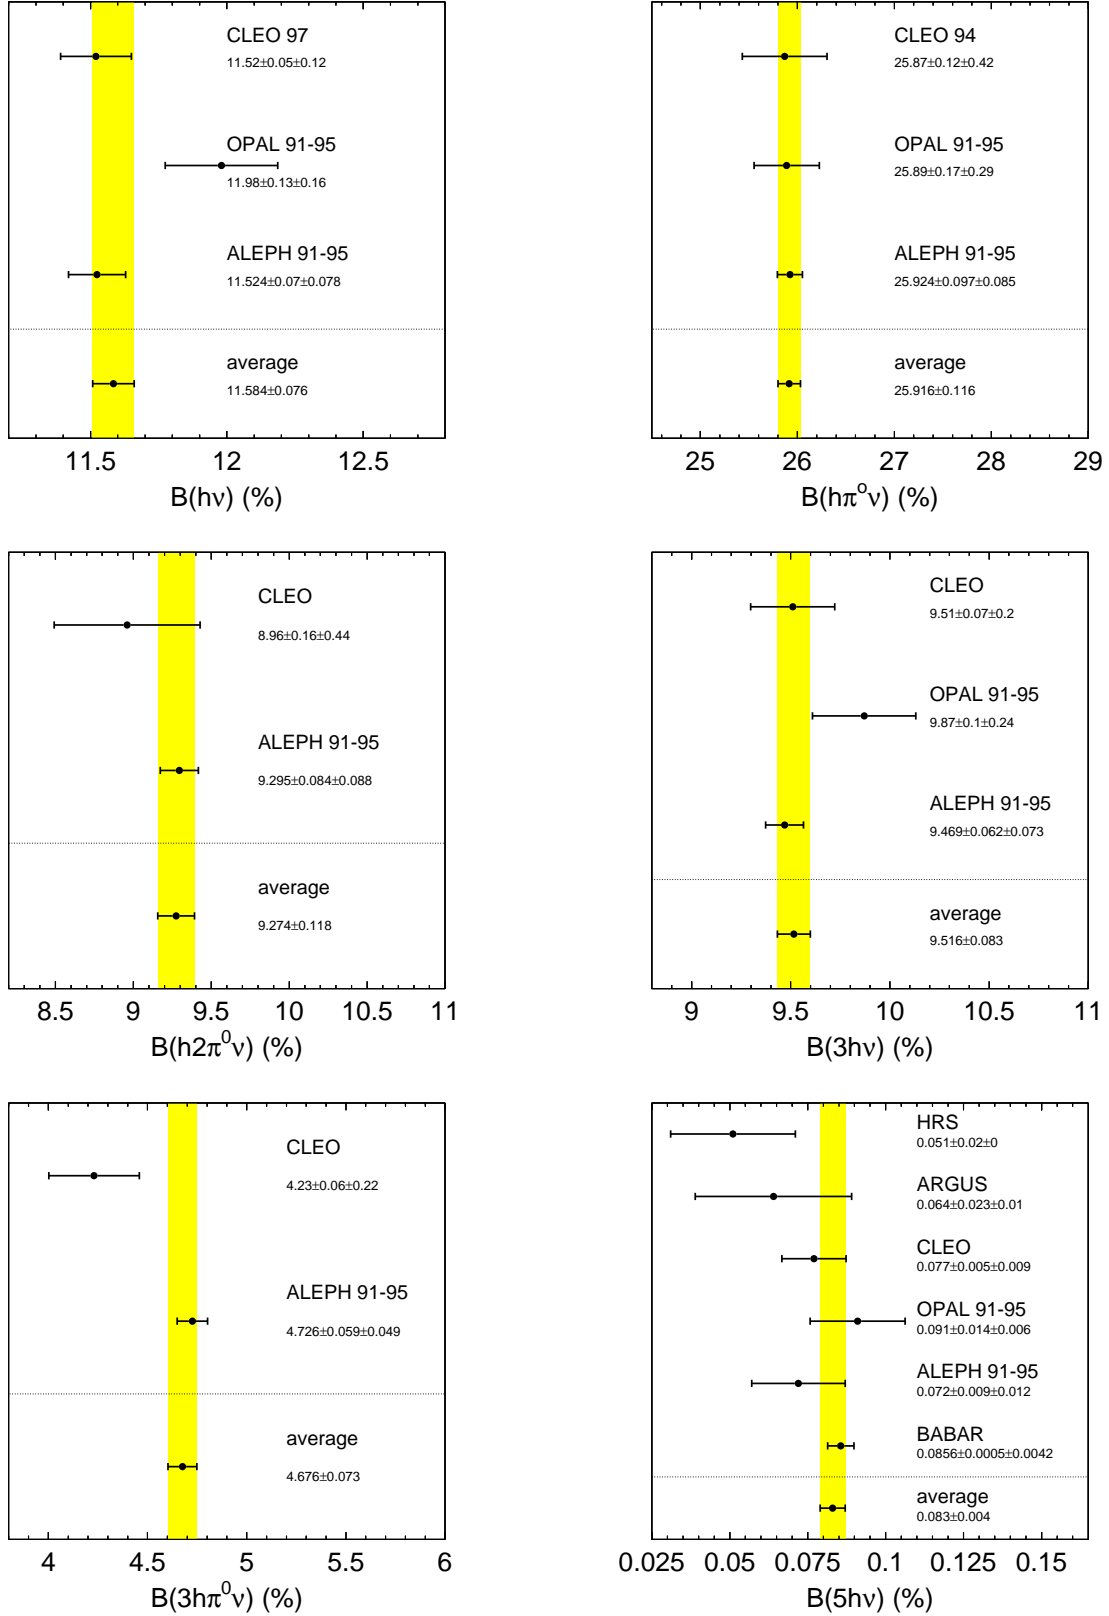 CLEO 97
11.52±0.05±0.12
OPAL 91-95
11.98±0.13±0.16
ALEPH 91-95
11.524±0.07±0.078
average
11.584±0.076
11.5 12 12.5
B(hν) (%)
CLEO 94
25.87±0.12±0.42
OPAL 91-95
25.89±0.17±0.29
ALEPH 91-95
25.924±0.097±0.085
average
25.916±0.116
25 26 27 28 29
B(hπ⁰ν) (%)
CLEO
8.96±0.16±0.44
ALEPH 91-95
9.295±0.084±0.088
average
9.274±0.118
8.5 9 9.5 10 10.5 11
B(h2π⁰ν) (%)
CLEO
9.51±0.07±0.2
OPAL 91-95
9.87±0.1±0.24
ALEPH 91-95
9.469±0.062±0.073
average
9.516±0.083
9 9.5 10 10.5 11
B(3hν) (%)
CLEO
4.23±0.06±0.22
ALEPH 91-95
4.726±0.059±0.049
average
4.676±0.073
4 4.5 5 5.5 6
B(3hπ⁰ν) (%)
HRS
0.051±0.02±0
ARGUS
0.064±0.023±0.01
CLEO
0.077±0.005±0.009
OPAL 91-95
0.091±0.014±0.006
ALEPH 91-95
0.072±0.009±0.012
BABAR
0.0856±0.0005±0.0042
average
0.083±0.004
0.025 0.05 0.075 0.1 0.125 0.15
B(5hν) (%)